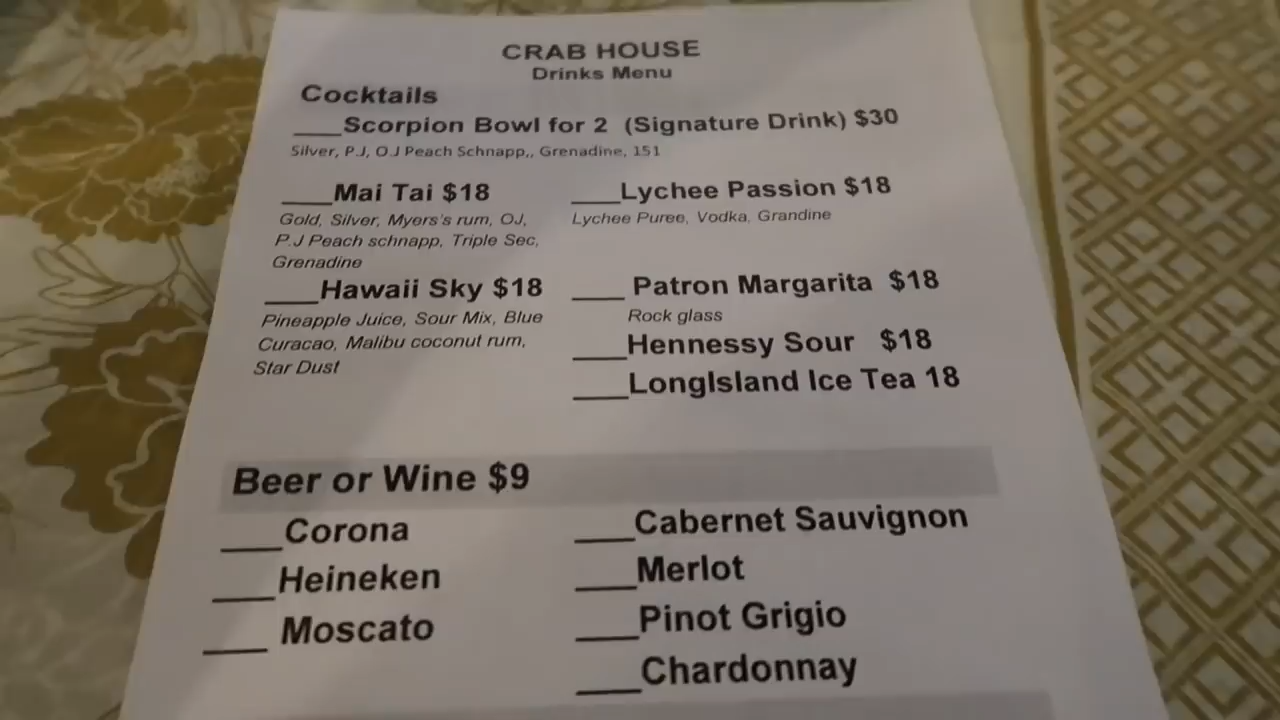 CRAB HOUSE
Drinks Menu
Cocktails
____Scorpion Bowl for 2 (Signature Drink) $30
Silver, P.J, O.J Peach Schnapp,, Grenadine, 151
____Mai Tai $18
Gold, Silver, Myers's rum, OJ,
P.J Peach schnapp, Triple Sec,
Grenadine
____Hawaii Sky $18
Pineapple Juice, Sour Mix, Blue
Curacao, Malibu coconut rum,
Star Dust
____Lychee Passion $18
Lychee Puree, Vodka, Grandine
____ Patron Margarita $18
Rock glass
____Hennessy Sour $18
____LongIsland Ice Tea 18
Beer or Wine $9
____Corona
____Heineken
____ Moscato
____Cabernet Sauvignon
____Merlot
____Pinot Grigio
____Chardonnay